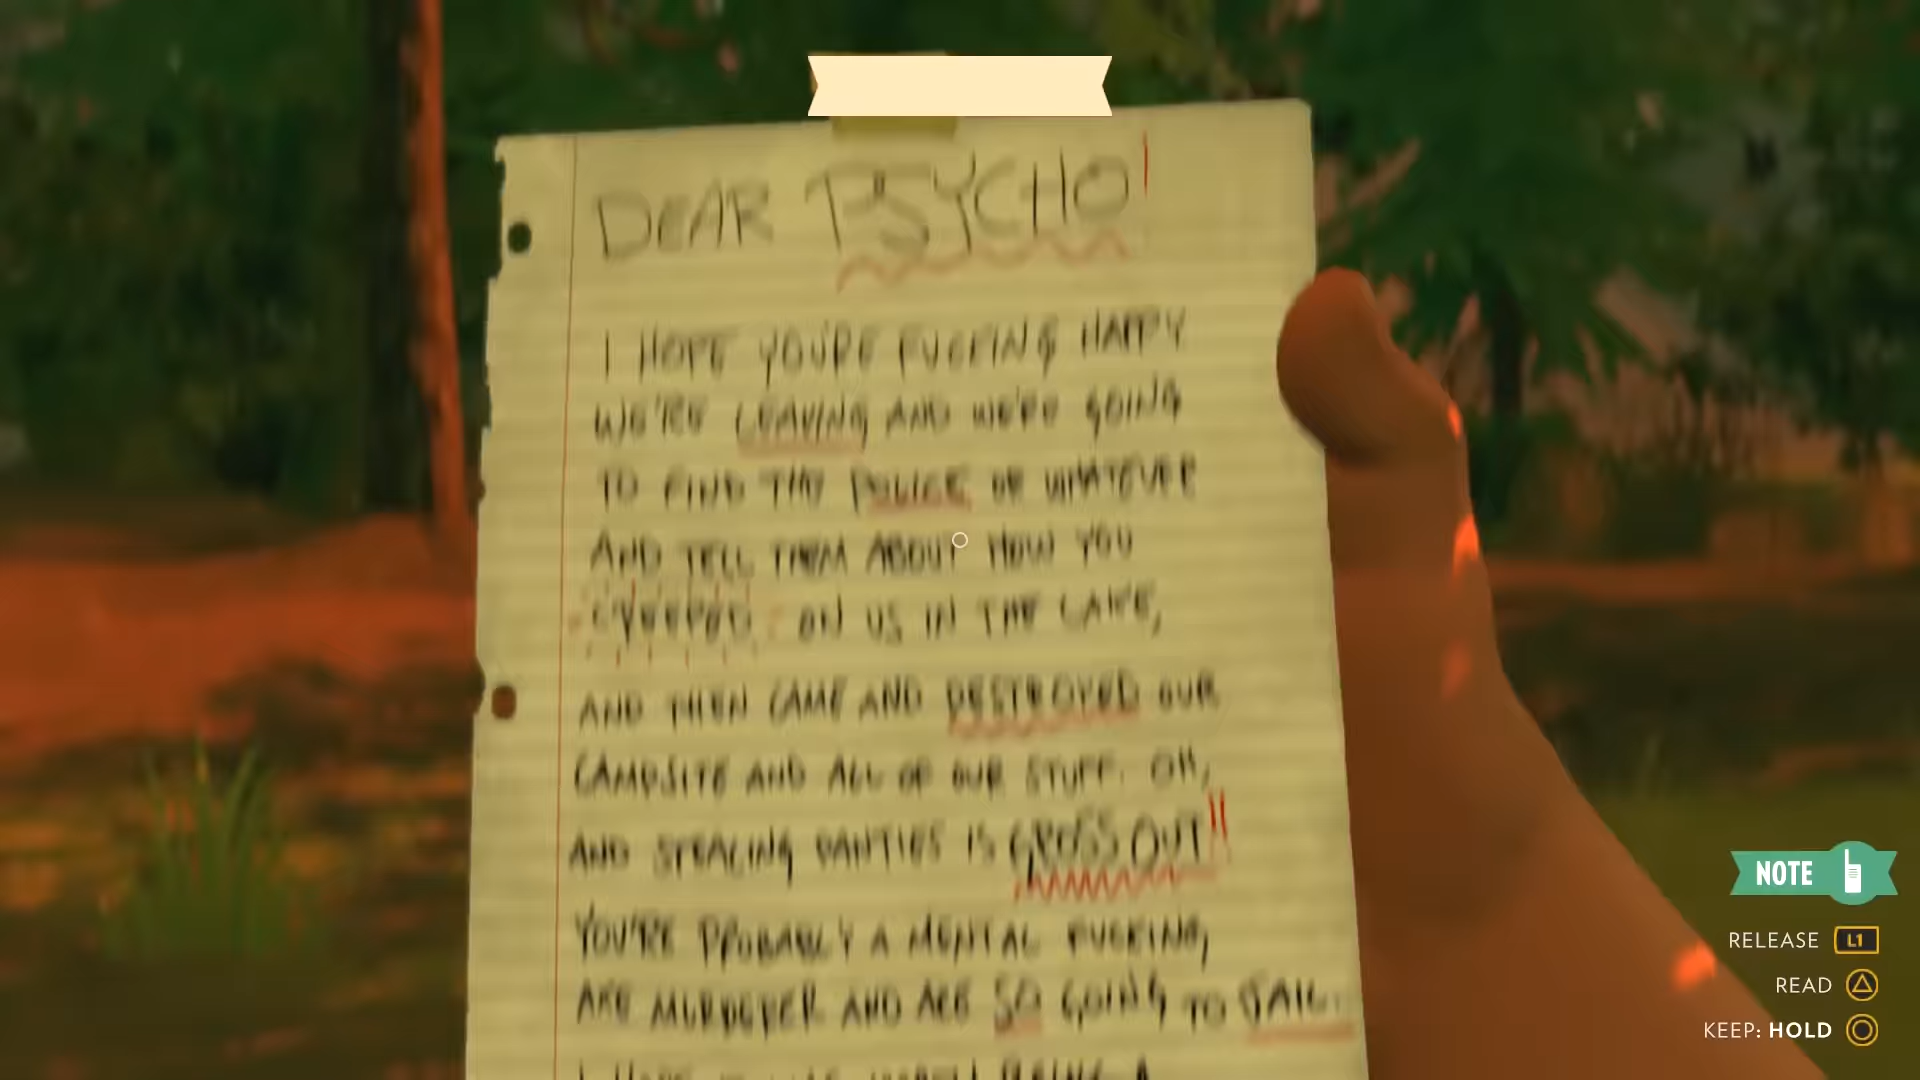 DEAR PSYCHO
I HOPE YOU'RE FUCKING HAPPY
WE'RE LEAVING AND WE'RE GOING
TO FIND THE POLICE OR WHATEVER
AND TELL THEM ABOUT HOW YOU
CREEPED ON US IN THE LAKE,
AND THEN CAME AND DESTROYED OUR
CAMPSITE AND ALL OF OUR STUFF. OH,
AND STEALING PANTIES IS GROSS OUT!!
YOU'RE PROBABLY A MENTAL FUCKING,
AXE MURDERER AND ARE SO GOING TO JAIL.
NOTE
RELEASE L1
READ
KEEP: HOLD